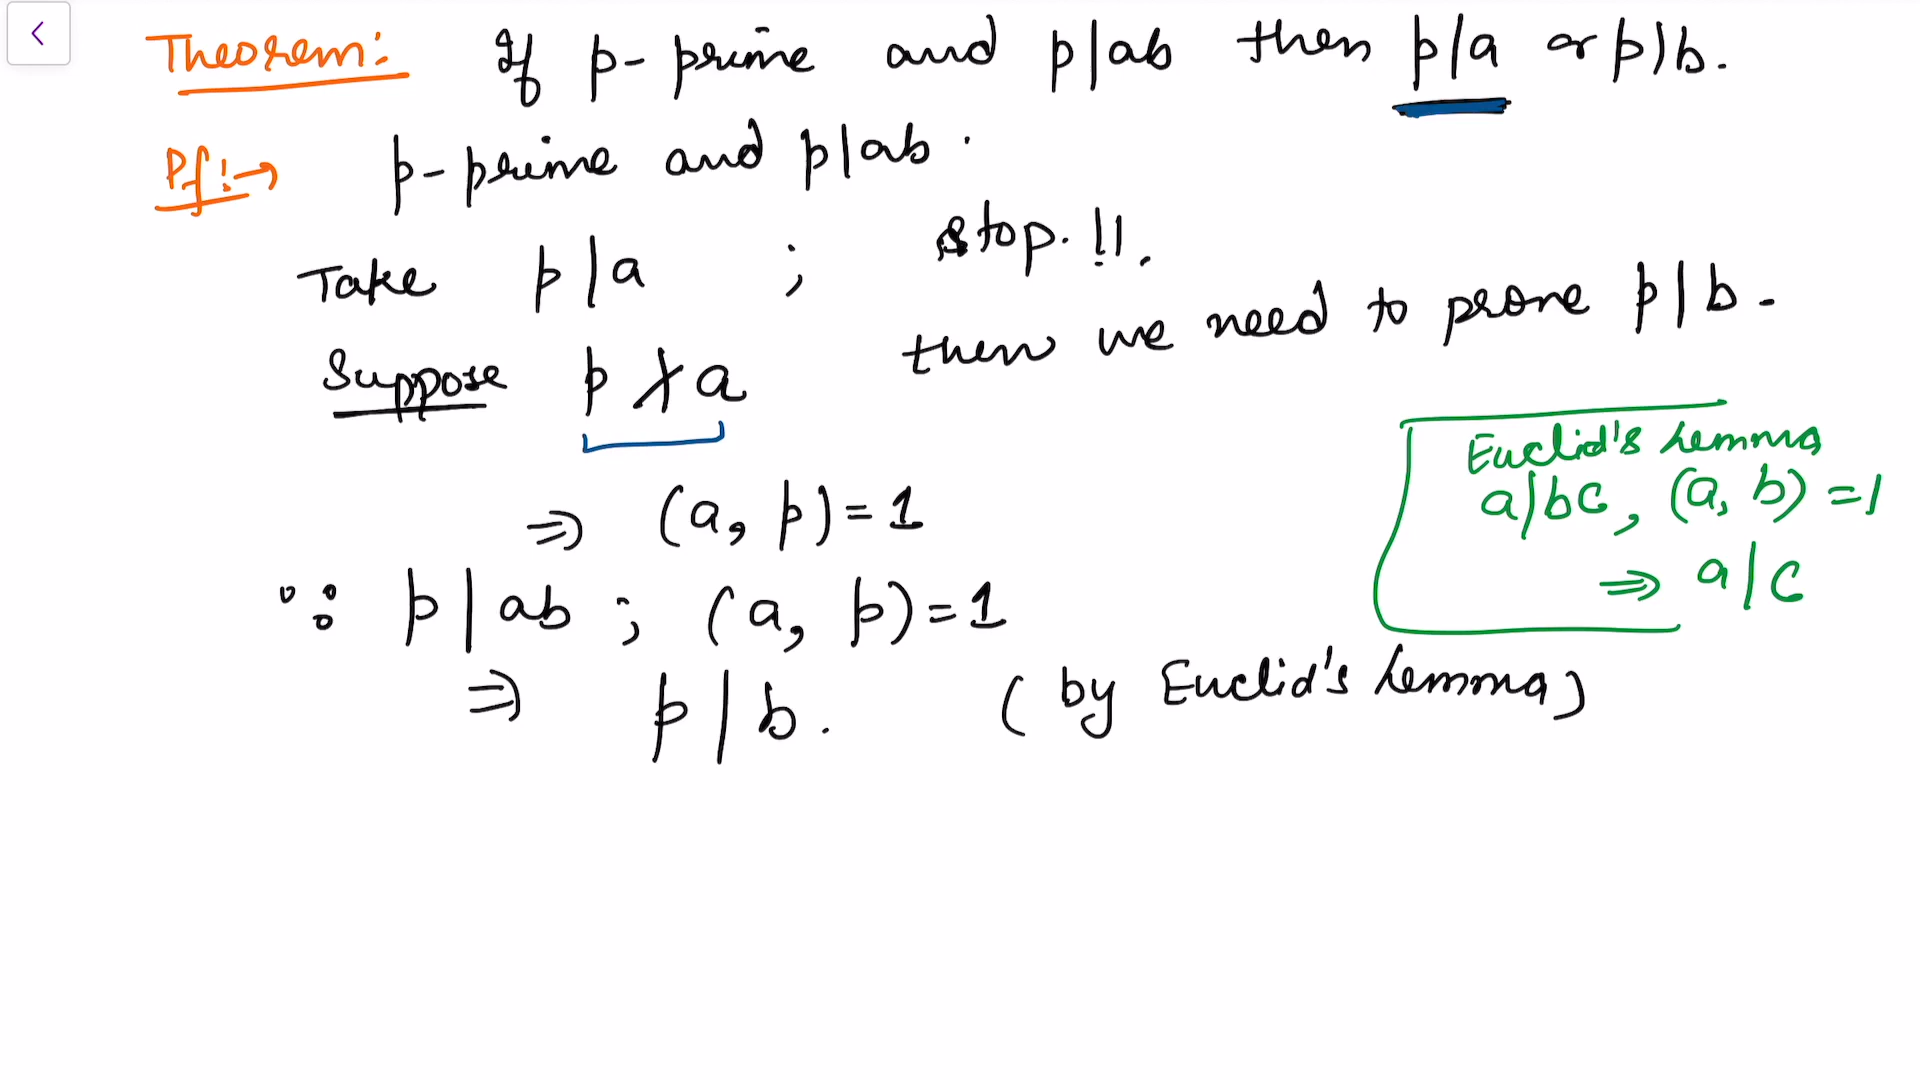 Theorem: If p-prime and p|ab then p|a or p|b.
Pf:→ p-prime and p|ab.
Take p|a ; stop.!!.
Suppose p∤a then we need to prove p|b.
⇒ (a, p)=1
∵ p|ab ; (a, p)=1
⇒ p|b. (by Euclid's Lemma)
Euclid's Lemma
a|bc, (a, b)=1
⇒ a|c